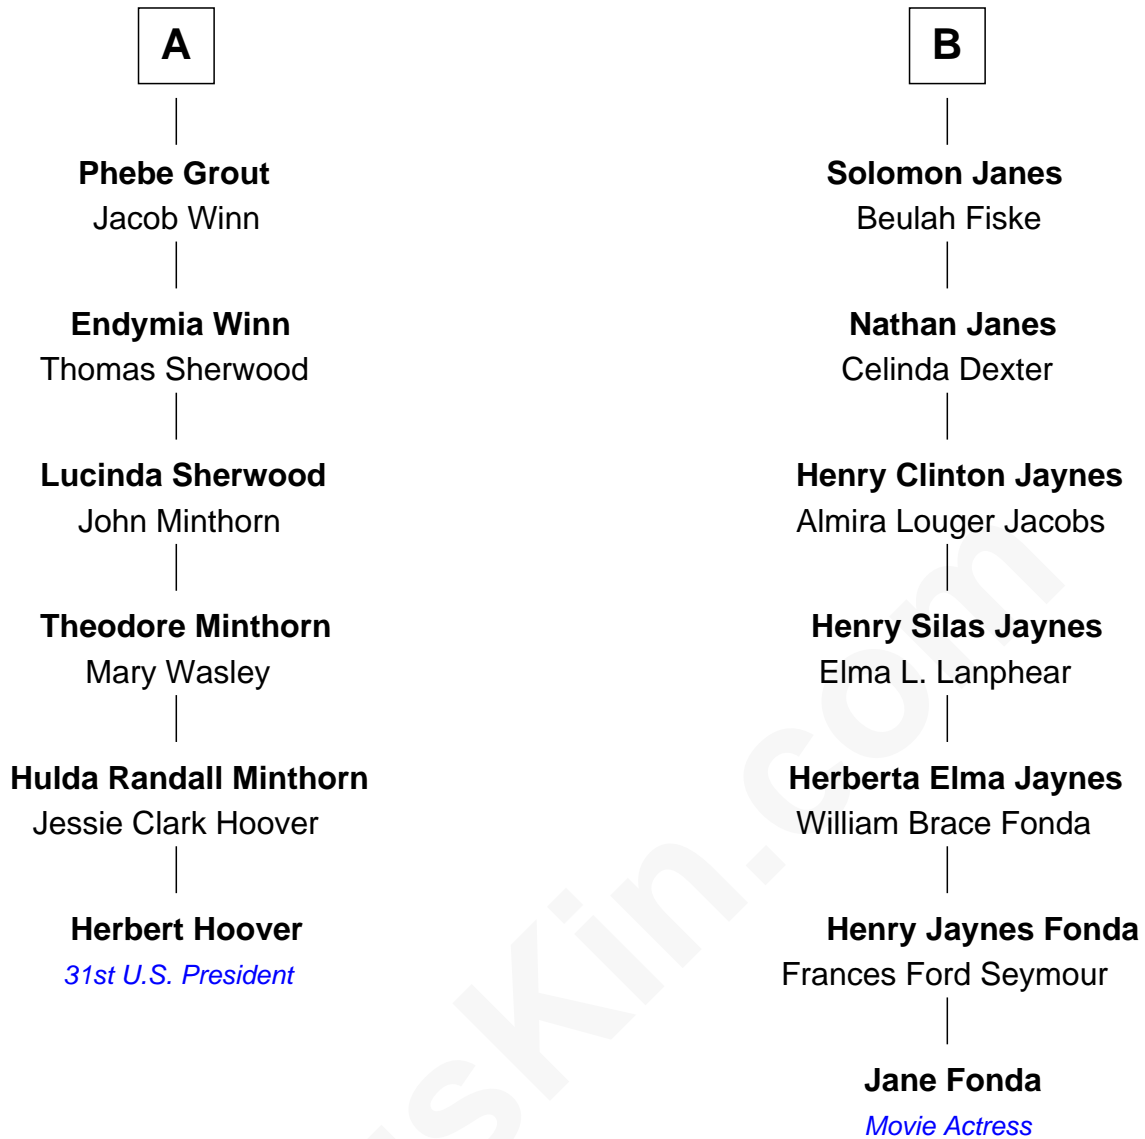 A
Phebe Grout
Jacob Winn
Endymia Winn
Thomas Sherwood
Lucinda Sherwood
John Minthorn
Theodore Minthorn
Mary Wasley
Hulda Randall Minthorn
Jessie Clark Hoover
Herbert Hoover
31st U.S. President
B
Solomon Janes
Beulah Fiske
Nathan Janes
Celinda Dexter
Henry Clinton Jaynes
Almira Louger Jacobs
Henry Silas Jaynes
Elma L. Lanphear
Herberta Elma Jaynes
William Brace Fonda
Henry Jaynes Fonda
Frances Ford Seymour
Jane Fonda
Movie Actress
sKin.com